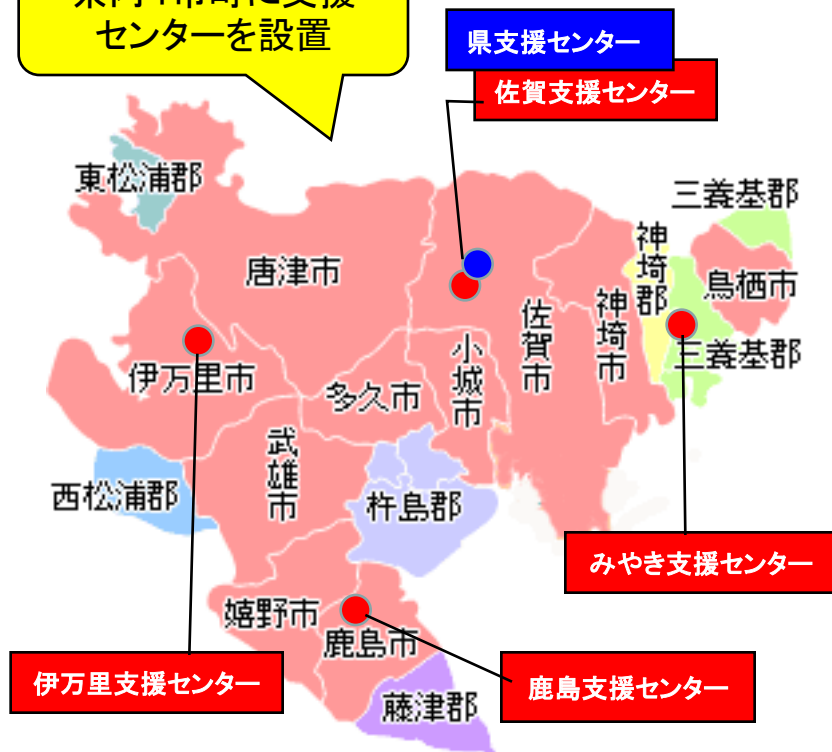 センターを設置
県支援センター
佐賀支援センター
東松浦郡
三養基郡
神埼郡
唐津市
鳥栖市
佐賀市
神埼市
小城市
三養基郡
伊万里市
多久市
武雄市
西松浦郡
杵島郡
みやき支援センター
嬉野市
鹿島市
伊万里支援センター
鹿島支援センター
藤津郡